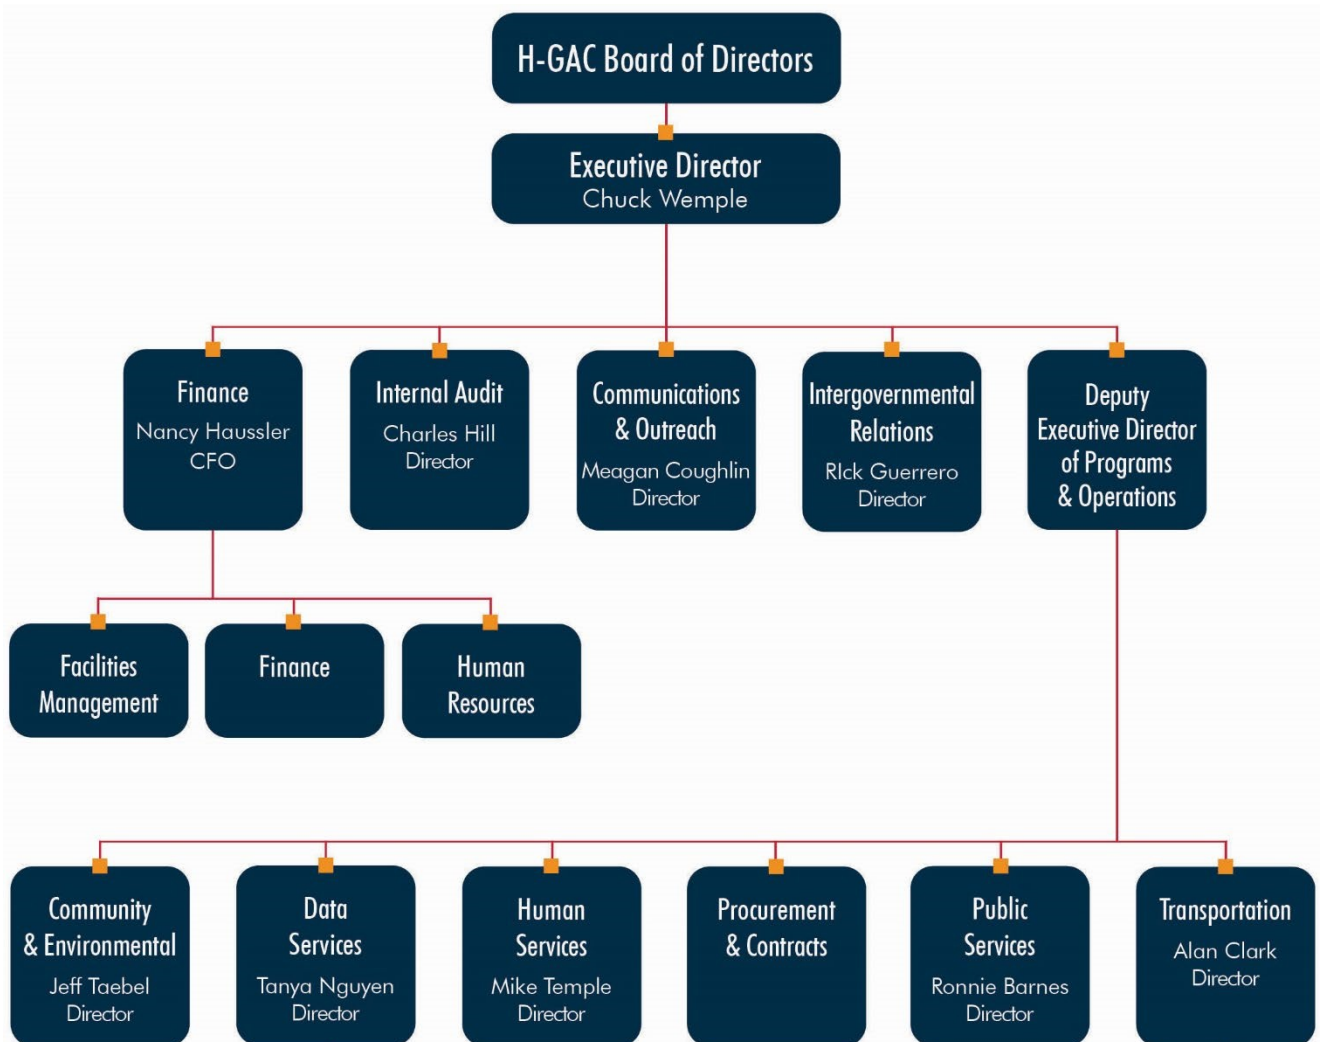 H-GAC Board of Directors
Executive Director
Chuck Wemple
Finance
Nancy Haussler
CFO
Internal Audit
Charles Hill
Director
Communications
& Outreach
Meagan Coughlin
Director
Intergovernmental
Relations
RIck Guerrero
Director
Deputy
Executive Director
of Programs
& Operations
Facilities
Management
Finance
Human
Resources
Community
& Environmental
Jeff Taebel
Director
Data
Services
Tanya Nguyen
Director
Human
Services
Mike Temple
Director
Procurement
& Contracts
Public
Services
Ronnie Barnes
Director
Transportation
Alan Clark
Director